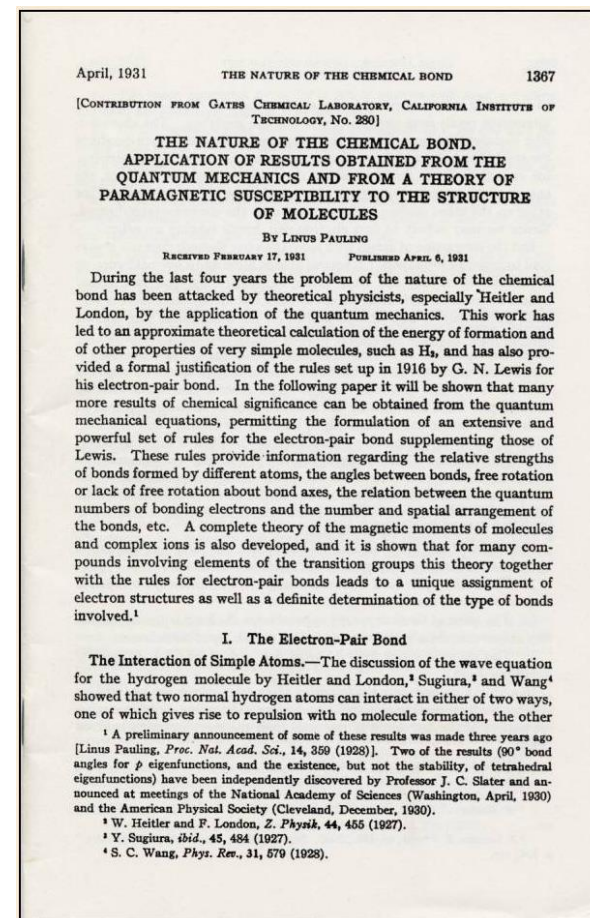 April, 1931 THE NATURE OF THE CHEMICAL BOND 1367
[CONTRIBUTION FROM GATES CHEMICAL LABORATORY, CALIFORNIA INSTITUTE OF
TECHNOLOGY, NO. 280]
THE NATURE OF THE CHEMICAL BOND.
APPLICATION OF RESULTS OBTAINED FROM THE
QUANTUM MECHANICS AND FROM A THEORY OF
PARAMAGNETIC SUSCEPTIBILITY TO THE STRUCTURE
OF MOLECULES
BY LINUS PAULING
RECEIVED FEBRUARY 17, 1931 PUBLISHED APRIL 6, 1931
During the last four years the problem of the nature of the chemical
bond has been attacked by theoretical physicists, especially Heitler and
London, by the application of the quantum mechanics. This work has
led to an approximate theoretical calculation of the energy of formation and
of other properties of very simple molecules, such as H₂, and has also pro-
vided a formal justification of the rules set up in 1916 by G. N. Lewis for
his electron-pair bond. In the following paper it will be shown that many
more results of chemical significance can be obtained from the quantum
mechanical equations, permitting the formulation of an extensive and
powerful set of rules for the electron-pair bond supplementing those of
Lewis. These rules provide information regarding the relative strengths
of bonds formed by different atoms, the angles between bonds, free rotation
or lack of free rotation about bond axes, the relation between the quantum
numbers of bonding electrons and the number and spatial arrangement of
the bonds, etc. A complete theory of the magnetic moments of molecules
and complex ions is also developed, and it is shown that for many com-
pounds involving elements of the transition groups this theory together
with the rules for electron-pair bonds leads to a unique assignment of
electron structures as well as a definite determination of the type of bonds
involved.¹
I. The Electron-Pair Bond
The Interaction of Simple Atoms.—The discussion of the wave equation
for the hydrogen molecule by Heitler and London,² Sugiura,³ and Wang⁴
showed that two normal hydrogen atoms can interact in either of two ways,
one of which gives rise to repulsion with no molecule formation, the other
¹ A preliminary announcement of some of these results was made three years ago
[Linus Pauling, Proc. Nat. Acad. Sci., 14, 359 (1928)]. Two of the results (90° bond
angles for p eigenfunctions, and the existence, but not the stability, of tetrahedral
eigenfunctions) have been independently discovered by Professor J. C. Slater and an-
nounced at meetings of the National Academy of Sciences (Washington, April, 1930)
and the American Physical Society (Cleveland, December, 1930).
² W. Heitler and F. London, Z. Physik, 44, 455 (1927).
³ Y. Sugiura, ibid., 45, 484 (1927).
⁴ S. C. Wang, Phys. Rev., 31, 579 (1928).